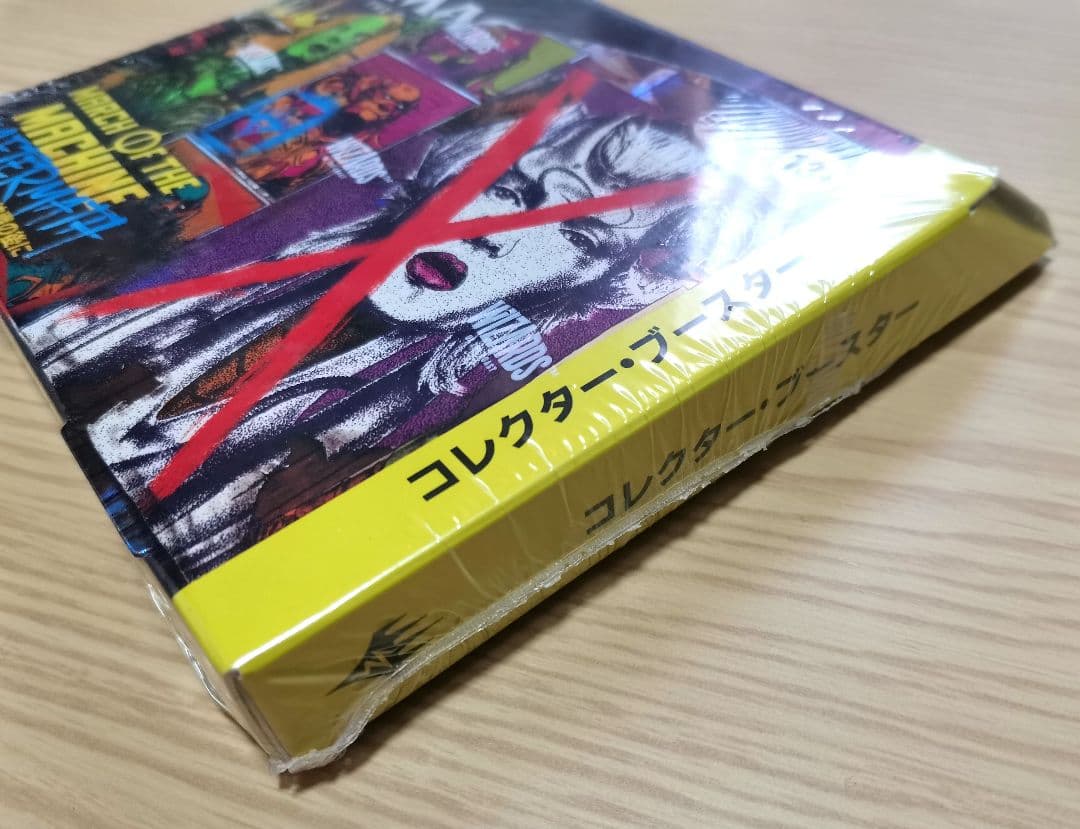 MARCH OF THE
MACHINE
AFTERMATH
WIZARDS
コレクター・ブースター
コレクター・ブースター